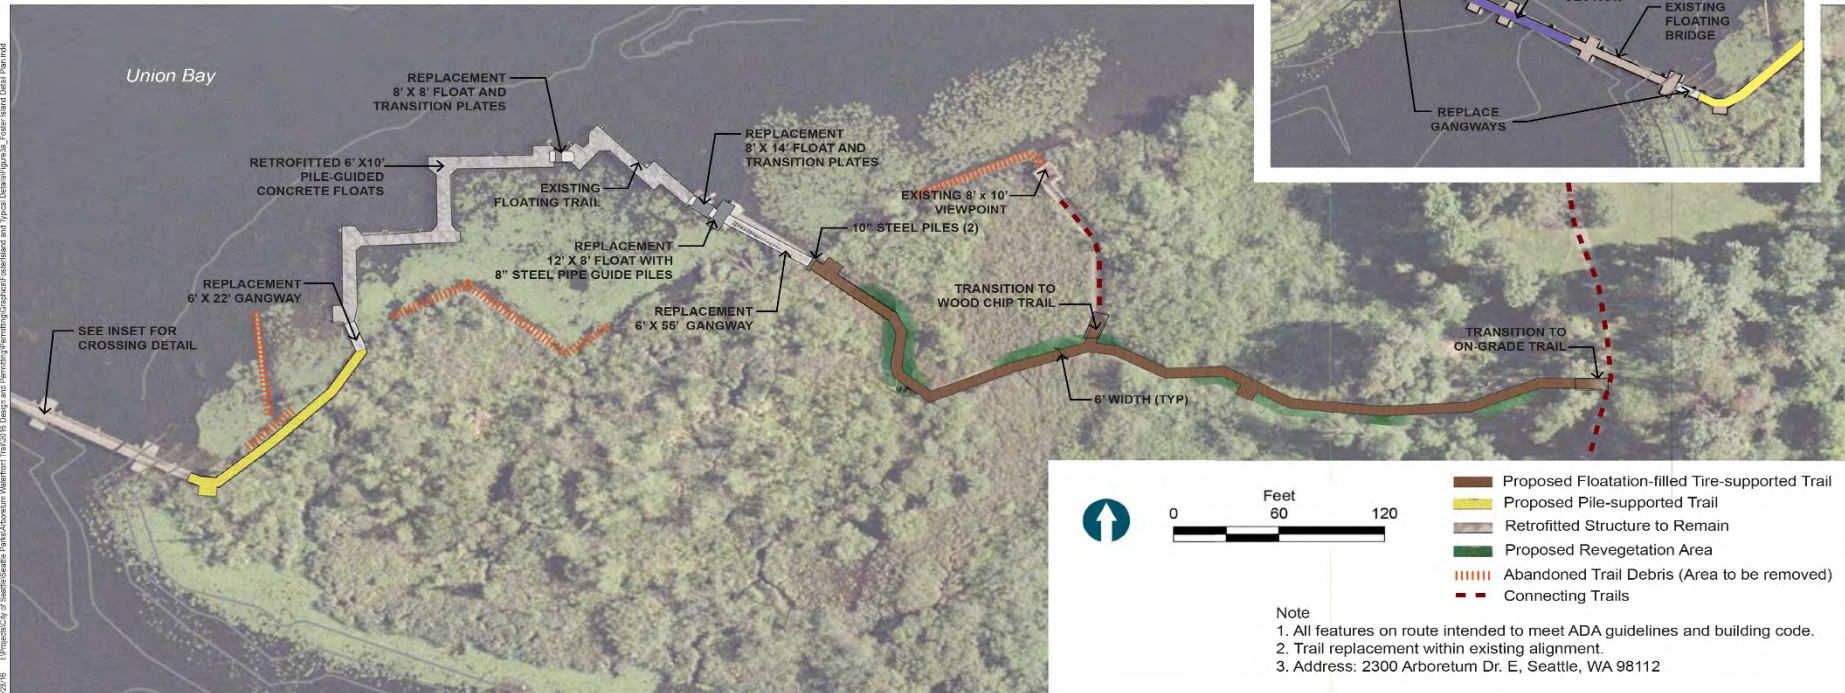 Union Bay
REPLACEMENT
8' X 8' FLOAT AND
TRANSITION PLATES
RETROFITTED 6' X10'
PILE-GUIDED
CONCRETE FLOATS
EXISTING
FLOATING TRAIL
REPLACEMENT
8' X 14' FLOAT AND
TRANSITION PLATES
EXISTING 8' x 10'
VIEWPOINT
10" STEEL PILES (2)
REPLACEMENT
12' X 8' FLOAT WITH
8" STEEL PIPE GUIDE PILES
REPLACEMENT
6' X 22' GANGWAY
REPLACEMENT
6' X 55' GANGWAY
TRANSITION TO
WOOD CHIP TRAIL
SEE INSET FOR
CROSSING DETAIL
TRANSITION TO
ON-GRADE TRAIL
6' WIDTH (TYP)
EXISTING
FLOATING
BRIDGE
REPLACE
GANGWAYS
Feet
0 60 120
Proposed Floatation-filled Tire-supported Trail
Proposed Pile-supported Trail
Retrofitted Structure to Remain
Proposed Revegetation Area
Abandoned Trail Debris (Area to be removed)
Connecting Trails
Note
1. All features on route intended to meet ADA guidelines and building code.
2. Trail replacement within existing alignment.
3. Address: 2300 Arboretum Dr. E, Seattle, WA 98112